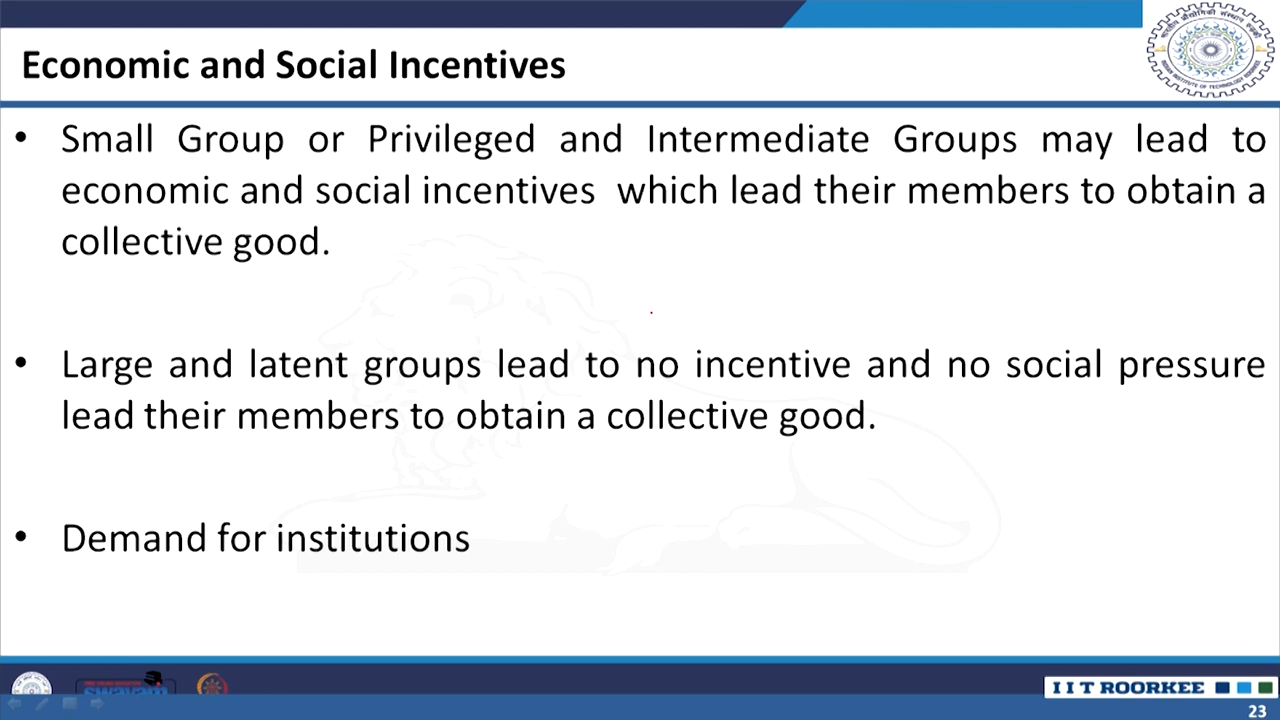 Economic and Social Incentives
• Small Group or Privileged and Intermediate Groups may lead to
economic and social incentives which lead their members to obtain a
collective good.
• Large and latent groups lead to no incentive and no social pressure
lead their members to obtain a collective good.
• Demand for institutions
swayam
IIT ROORKEE
23